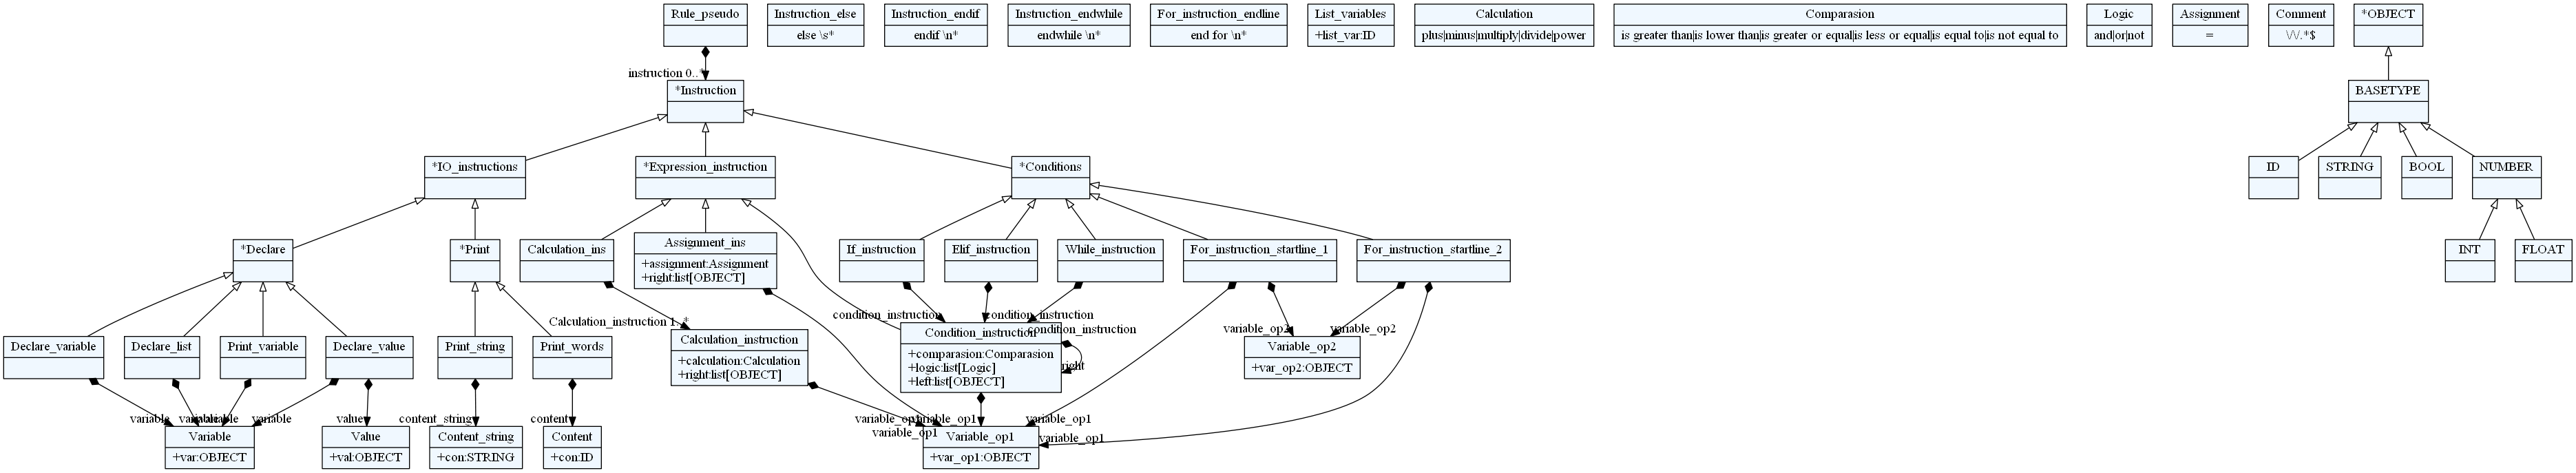 Rule_pseudo
Instruction_else
else \s*
Instruction_endif
endif \n*
Instruction_endwhile
endwhile \n*
For_instruction_endline
end for \n*
List_variables
+list_var:ID
Calculation
plus|minus|multiply|divide|power
Comparasion
is greater than|is lower than|is greater or equal|is less or equal|is equal to|is not equal to
Logic
and|or|not
Assignment
=
Comment
\/\/.*$
*OBJECT
instruction 0..*
*Instruction
BASETYPE
*IO_instructions
*Expression_instruction
*Conditions
ID
STRING
BOOL
NUMBER
*Declare
*Print
Calculation_ins
Assignment_ins
+assignment:Assignment
+right:list[OBJECT]
If_instruction
Elif_instruction
While_instruction
For_instruction_startline_1
For_instruction_startline_2
INT
FLOAT
Calculation_instruction 1..*
condition_instruction
condition_instruction
condition_instruction
variable_op2
variable_op2
Declare_variable
Declare_list
Print_variable
Declare_value
Print_string
Print_words
Calculation_instruction
+calculation:Calculation
+right:list[OBJECT]
Condition_instruction
+comparasion:Comparasion
+logic:list[Logic]
+left:list[OBJECT]
right
Variable_op2
+var_op2:OBJECT
variable
variable
variable
variable
value
content_string
content
variable_op1
variable_op1
variable_op1
variable_op1
variable_op1
Variable
+var:OBJECT
Value
+val:OBJECT
Content_string
+con:STRING
Content
+con:ID
Variable_op1
+var_op1:OBJECT